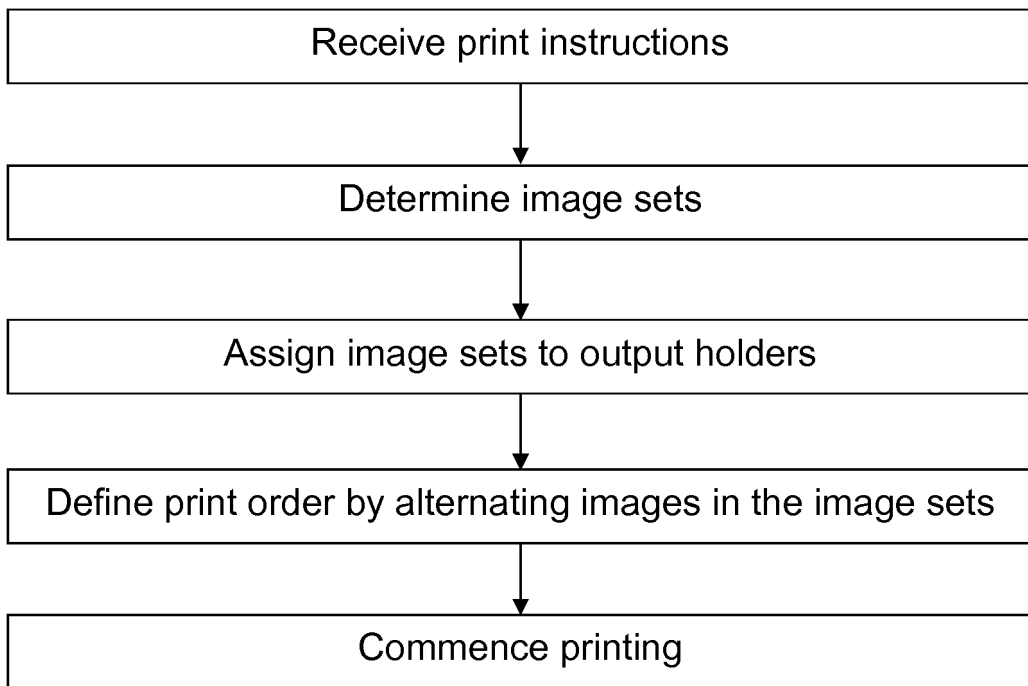 Receive print instructions
Determine image sets
Assign image sets to output holders
Define print order by alternating images in the image sets
Commence printing